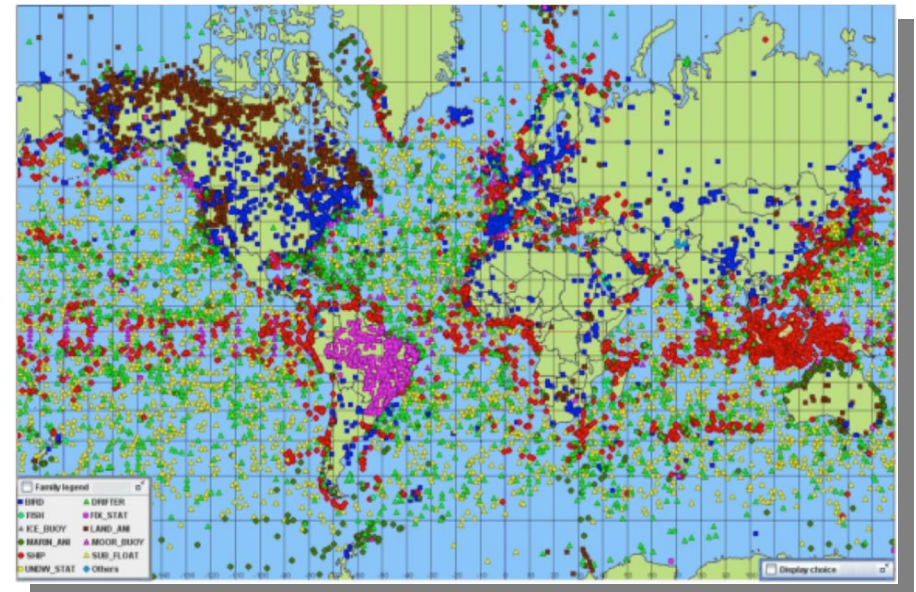 Family legend
BIRD DRIFTER
FISH FIX_STAT
ICE_BUOY LAND_ANI
MARIN_ANI MOOR_BUOY
SHIP SUB_FLOAT
UNDW_STAT Others
Display choice